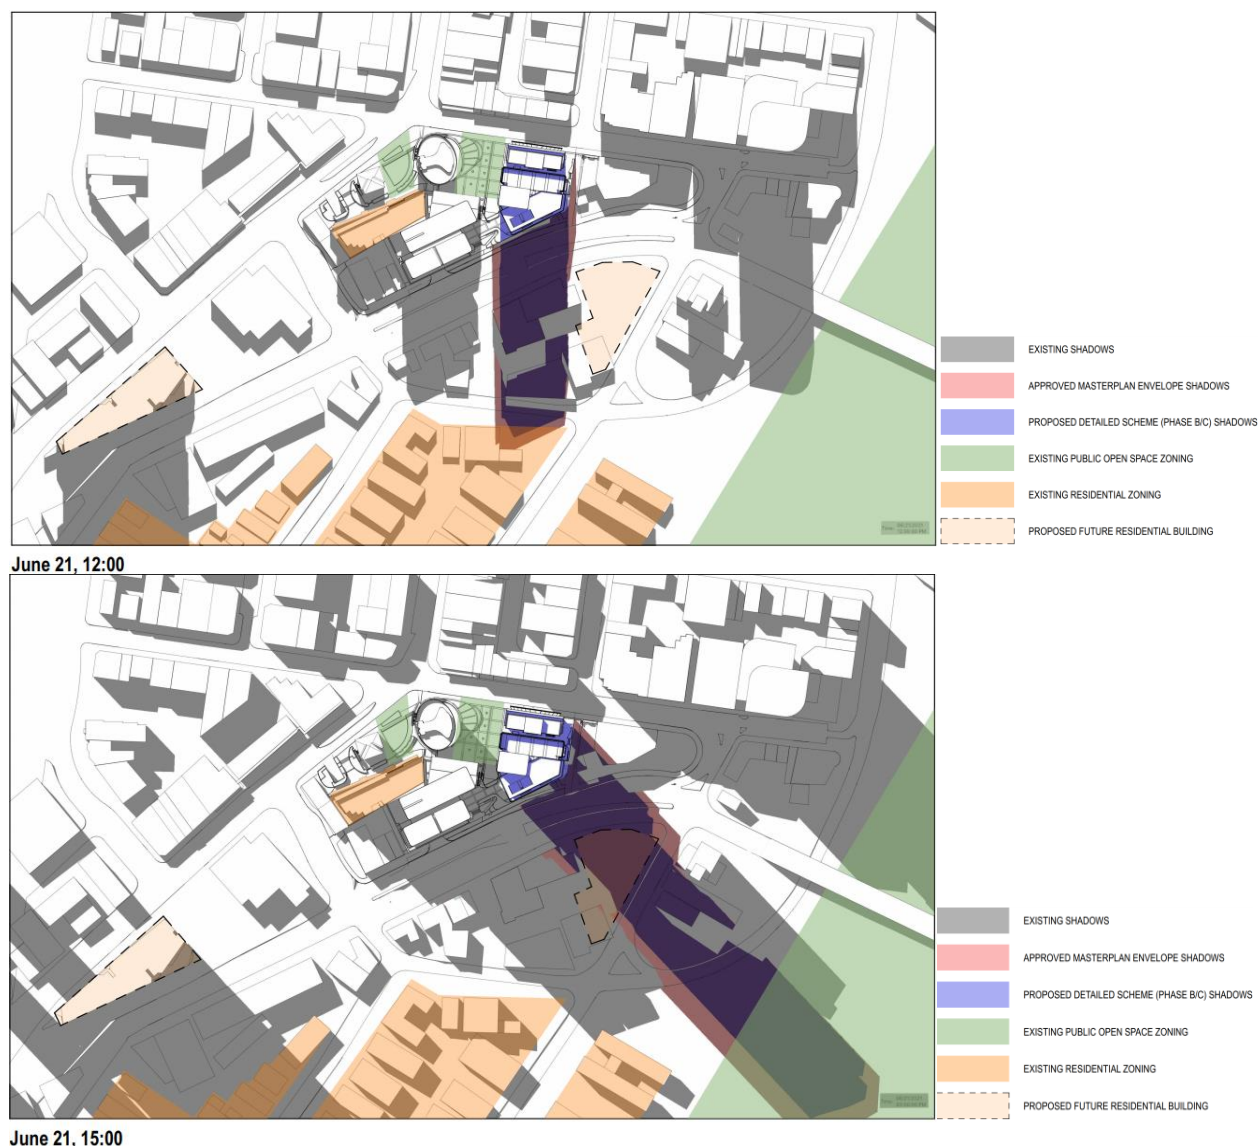 EXISTING SHADOWS
APPROVED MASTERPLAN ENVELOPE SHADOWS
PROPOSED DETAILED SCHEME (PHASE B/C) SHADOWS
EXISTING PUBLIC OPEN SPACE ZONING
EXISTING RESIDENTIAL ZONING
PROPOSED FUTURE RESIDENTIAL BUILDING
June 21, 12:00
EXISTING SHADOWS
APPROVED MASTERPLAN ENVELOPE SHADOWS
PROPOSED DETAILED SCHEME (PHASE B/C) SHADOWS
EXISTING PUBLIC OPEN SPACE ZONING
EXISTING RESIDENTIAL ZONING
PROPOSED FUTURE RESIDENTIAL BUILDING
June 21, 15:00